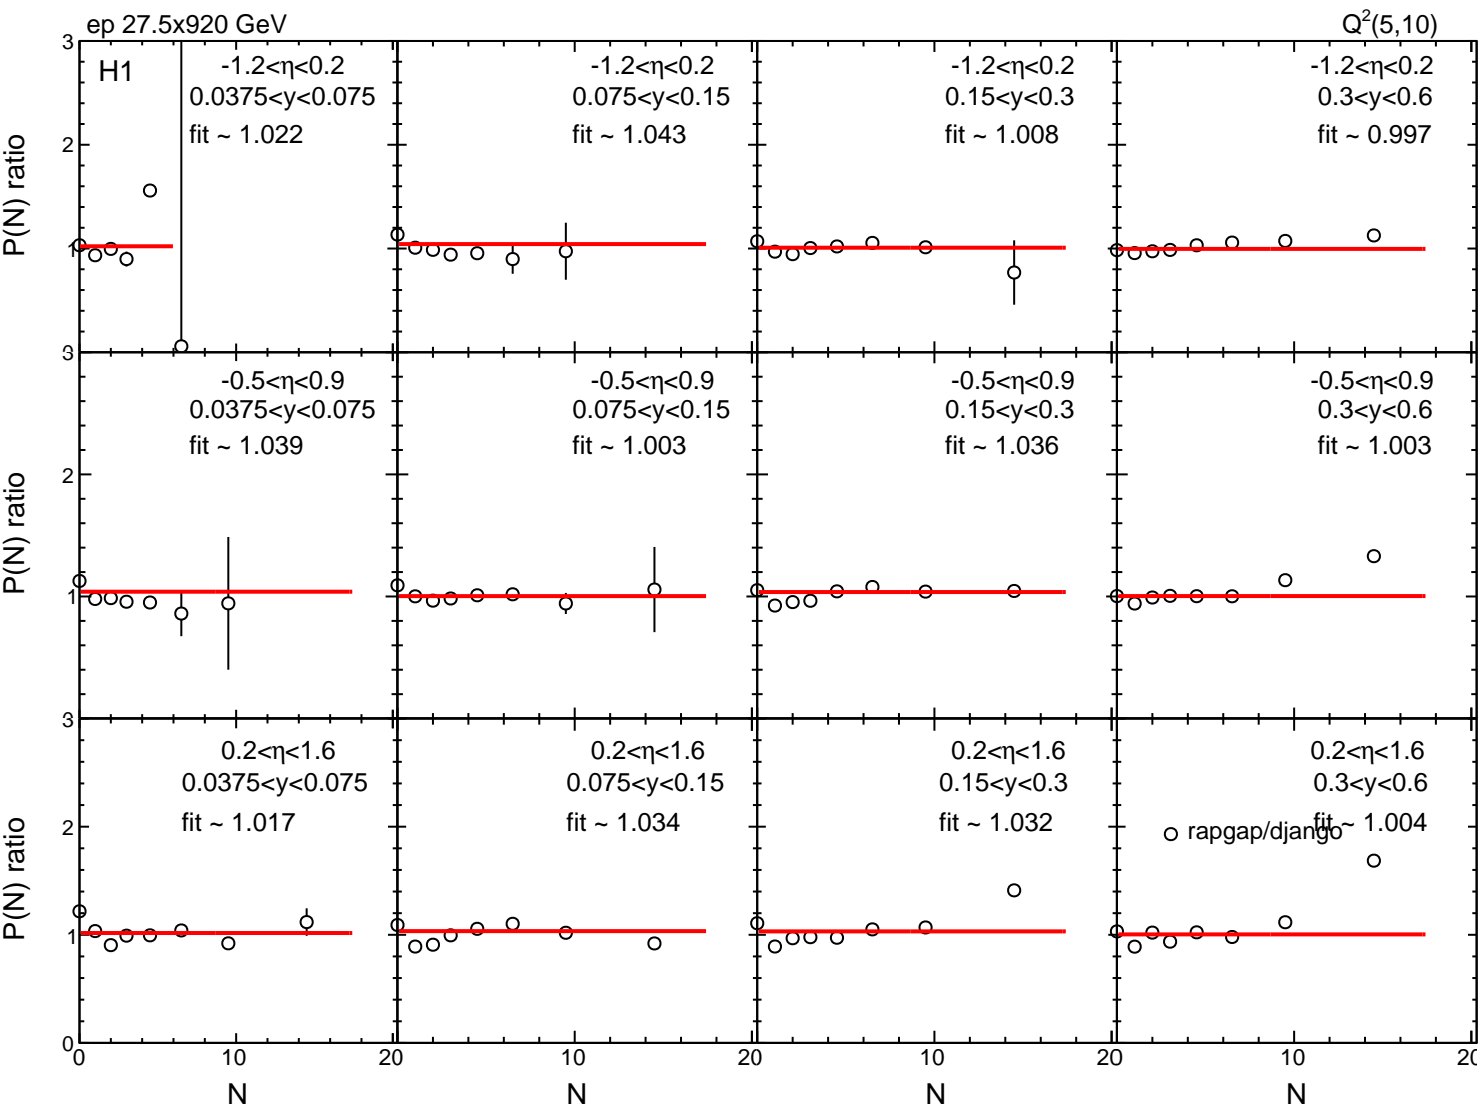 ep 27.5x920 GeV
Q²(5,10)
P(N) ratio
3
2
1
H1
-1.2<η<0.2
0.0375<y<0.075
fit ~ 1.022
-1.2<η<0.2
0.075<y<0.15
fit ~ 1.043
-1.2<η<0.2
0.15<y<0.3
fit ~ 1.008
-1.2<η<0.2
0.3<y<0.6
fit ~ 0.997
P(N) ratio
3
2
1
-0.5<η<0.9
0.0375<y<0.075
fit ~ 1.039
-0.5<η<0.9
0.075<y<0.15
fit ~ 1.003
-0.5<η<0.9
0.15<y<0.3
fit ~ 1.036
-0.5<η<0.9
0.3<y<0.6
fit ~ 1.003
P(N) ratio
3
2
1
0
0.2<η<1.6
0.0375<y<0.075
fit ~ 1.017
0.2<η<1.6
0.075<y<0.15
fit ~ 1.034
0.2<η<1.6
0.15<y<0.3
fit ~ 1.032
0.2<η<1.6
0.3<y<0.6
fit ~ 1.004
rapgap/django
0 10 20 10 20 10 20 10 20
N N N N